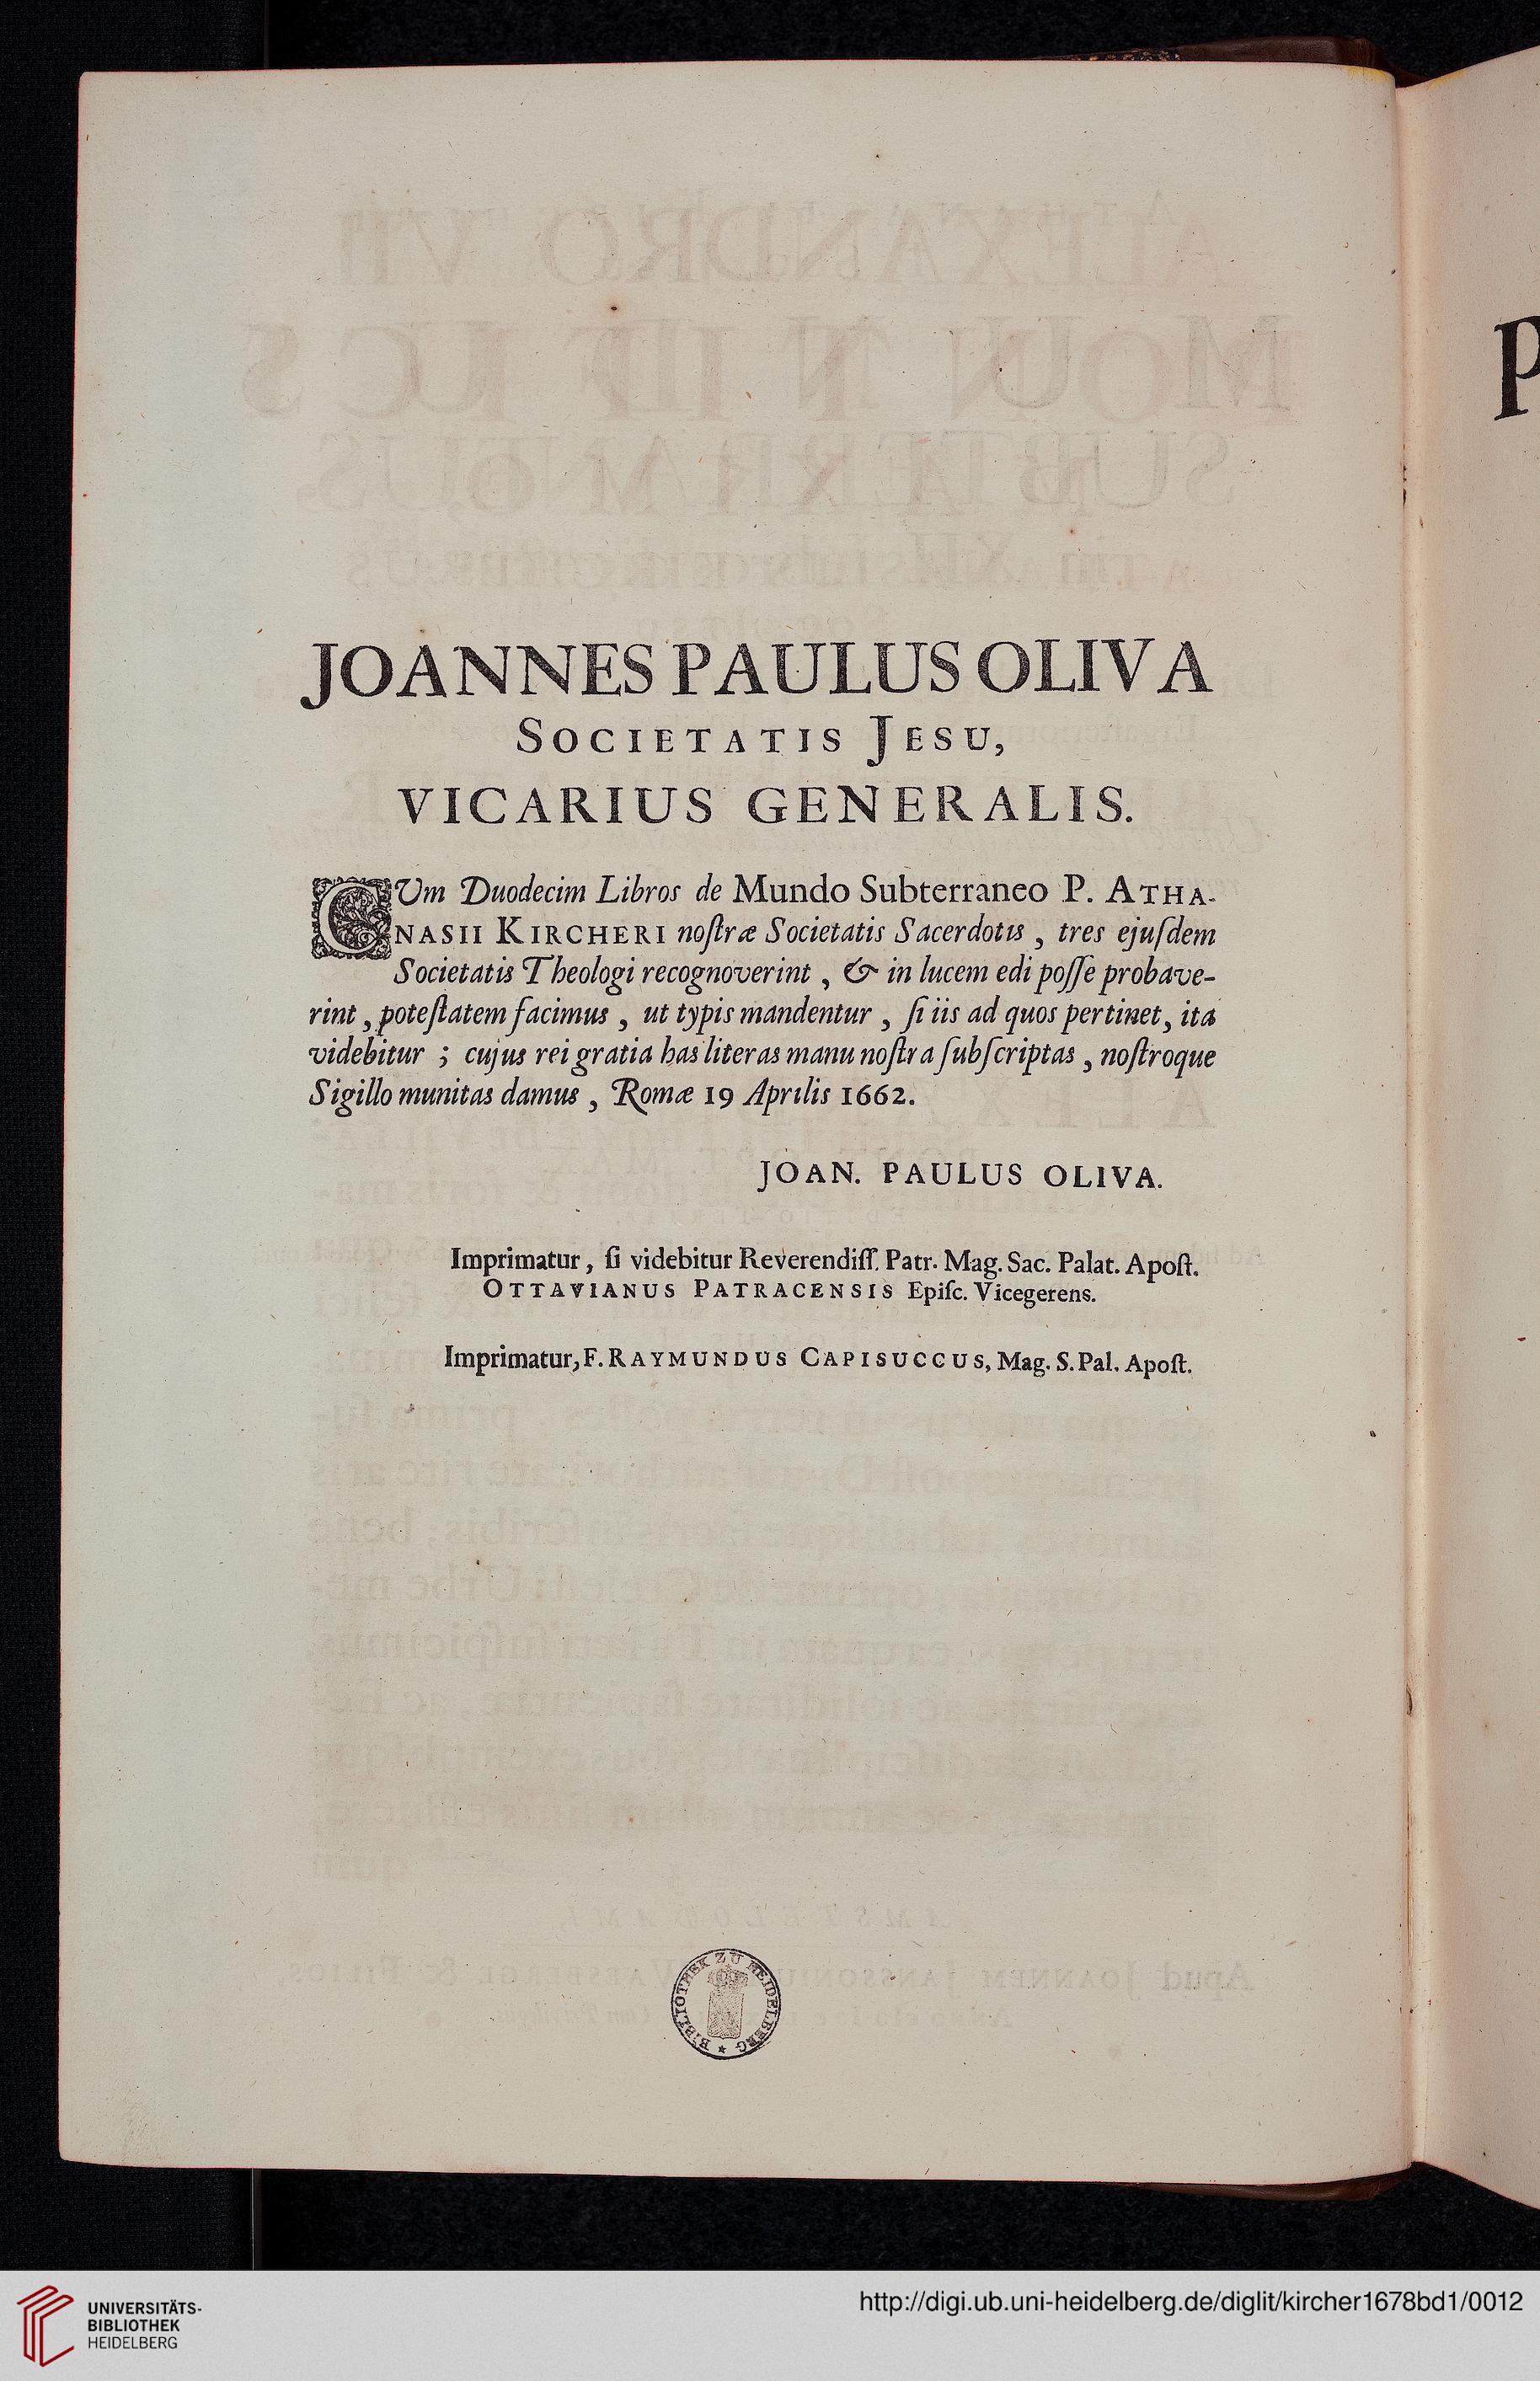 JOANNES PAULUS OLIVA
SOCIETATIS JESU,
VICARIUS GENERALIS.
CUm Duodecim Libros de Mundo Subterraneo P. ATHA-
NASII KIRCHERI noſtræ Societatis Sacerdotis, tres ejuſdem
Societatis Theologi recognoverint, & in lucem edi poſſe probave-
rint, poteſtatem facimus, ut typis mandentur, ſi iis ad quos pertinet, ita
videbitur; cujus rei gratia has literas manu noſtra ſubſcriptas, noſtroque
Sigillo munitas damus, Romæ 19 Aprilis 1662.
JOAN. PAULUS OLIVA.
Imprimatur, ſi videbitur Reverendiſſ. Patr. Mag. Sac. Palat. Apoſt.
OTTAVIANUS PATRACENSIS Epiſc. Vicegerens.
Imprimatur, F. RAYMUNDUS CAPISUCCUS, Mag. S. Pal. Apoſt.
BIBLIOTHEK ZU HEIDELBERG
P
UNIVERSITÄTS-
BIBLIOTHEK
HEIDELBERG
http://digi.ub.uni-heidelberg.de/diglit/kircher1678bd1/0012